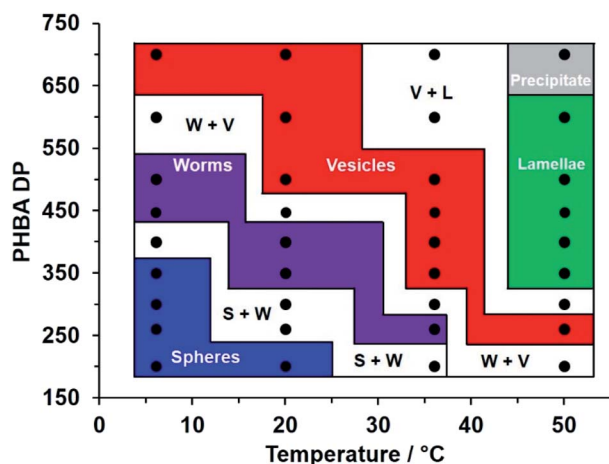 750
650
550
450
350
250
150
PHBA DP
Precipitate
V + L
W + V
Worms
Vesicles
Lamellae
S + W
Spheres
S + W
W + V
0
10
20
30
40
50
Temperature / °C